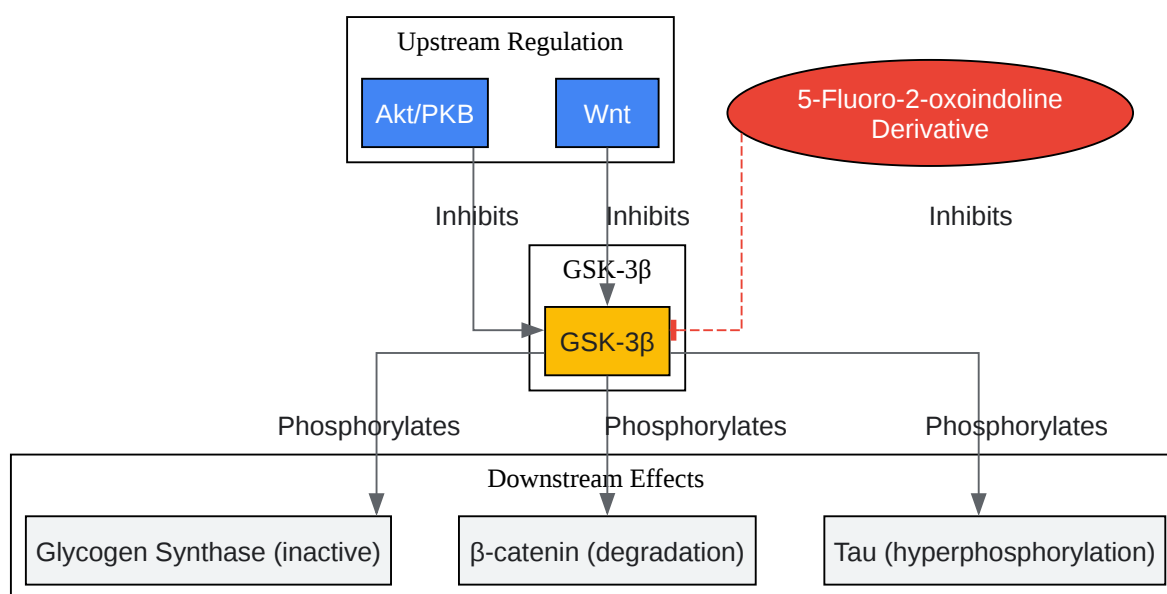 Upstream Regulation
Akt/PKB
Wnt
5-Fluoro-2-oxoindoline
Derivative
Inhibits
Inhibits
Inhibits
GSK-3β
GSK-3β
Phosphorylates
Phosphorylates
Phosphorylates
Downstream Effects
Glycogen Synthase (inactive)
β-catenin (degradation)
Tau (hyperphosphorylation)